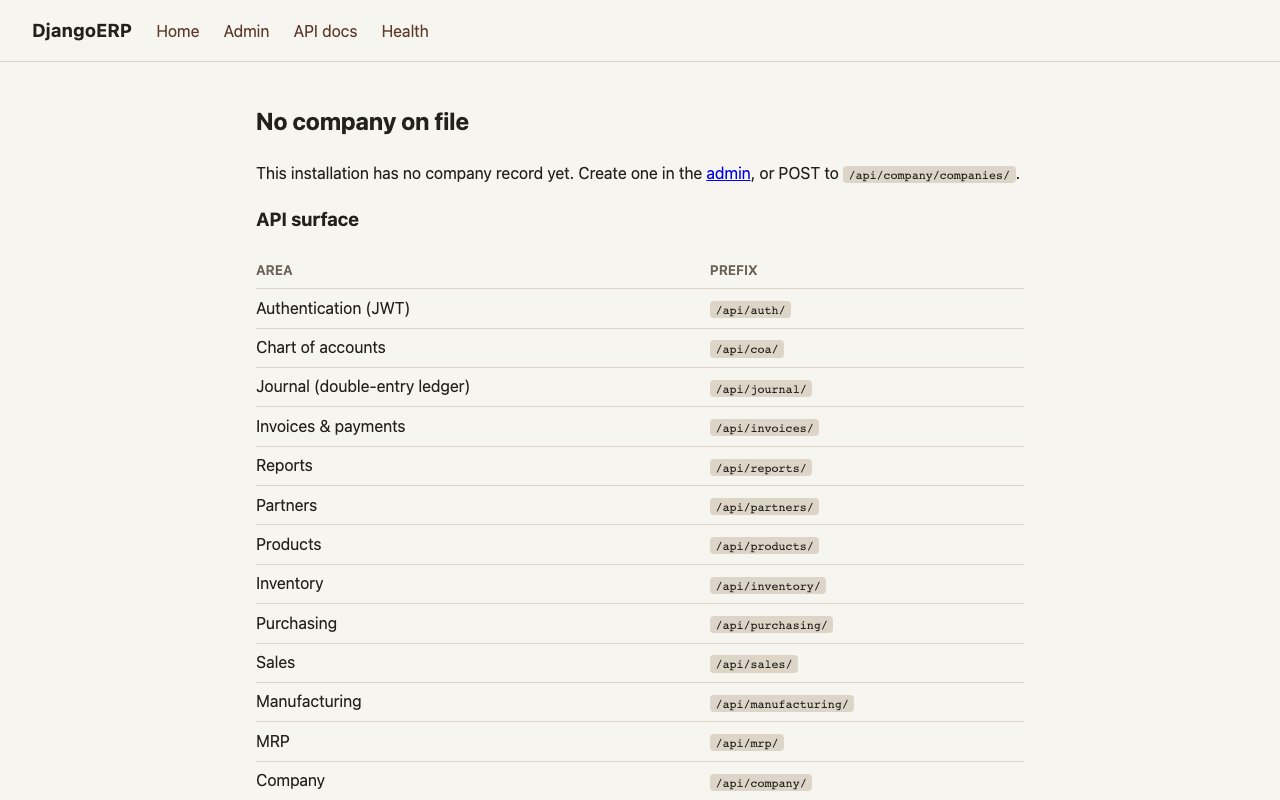 DjangoERP Home Admin API docs Health
No company on file
This installation has no company record yet. Create one in the admin, or POST to /api/company/companies/.
API surface
AREA PREFIX
Authentication (JWT) /api/auth/
Chart of accounts /api/coa/
Journal (double-entry ledger) /api/journal/
Invoices & payments /api/invoices/
Reports /api/reports/
Partners /api/partners/
Products /api/products/
Inventory /api/inventory/
Purchasing /api/purchasing/
Sales /api/sales/
Manufacturing /api/manufacturing/
MRP /api/mrp/
Company /api/company/